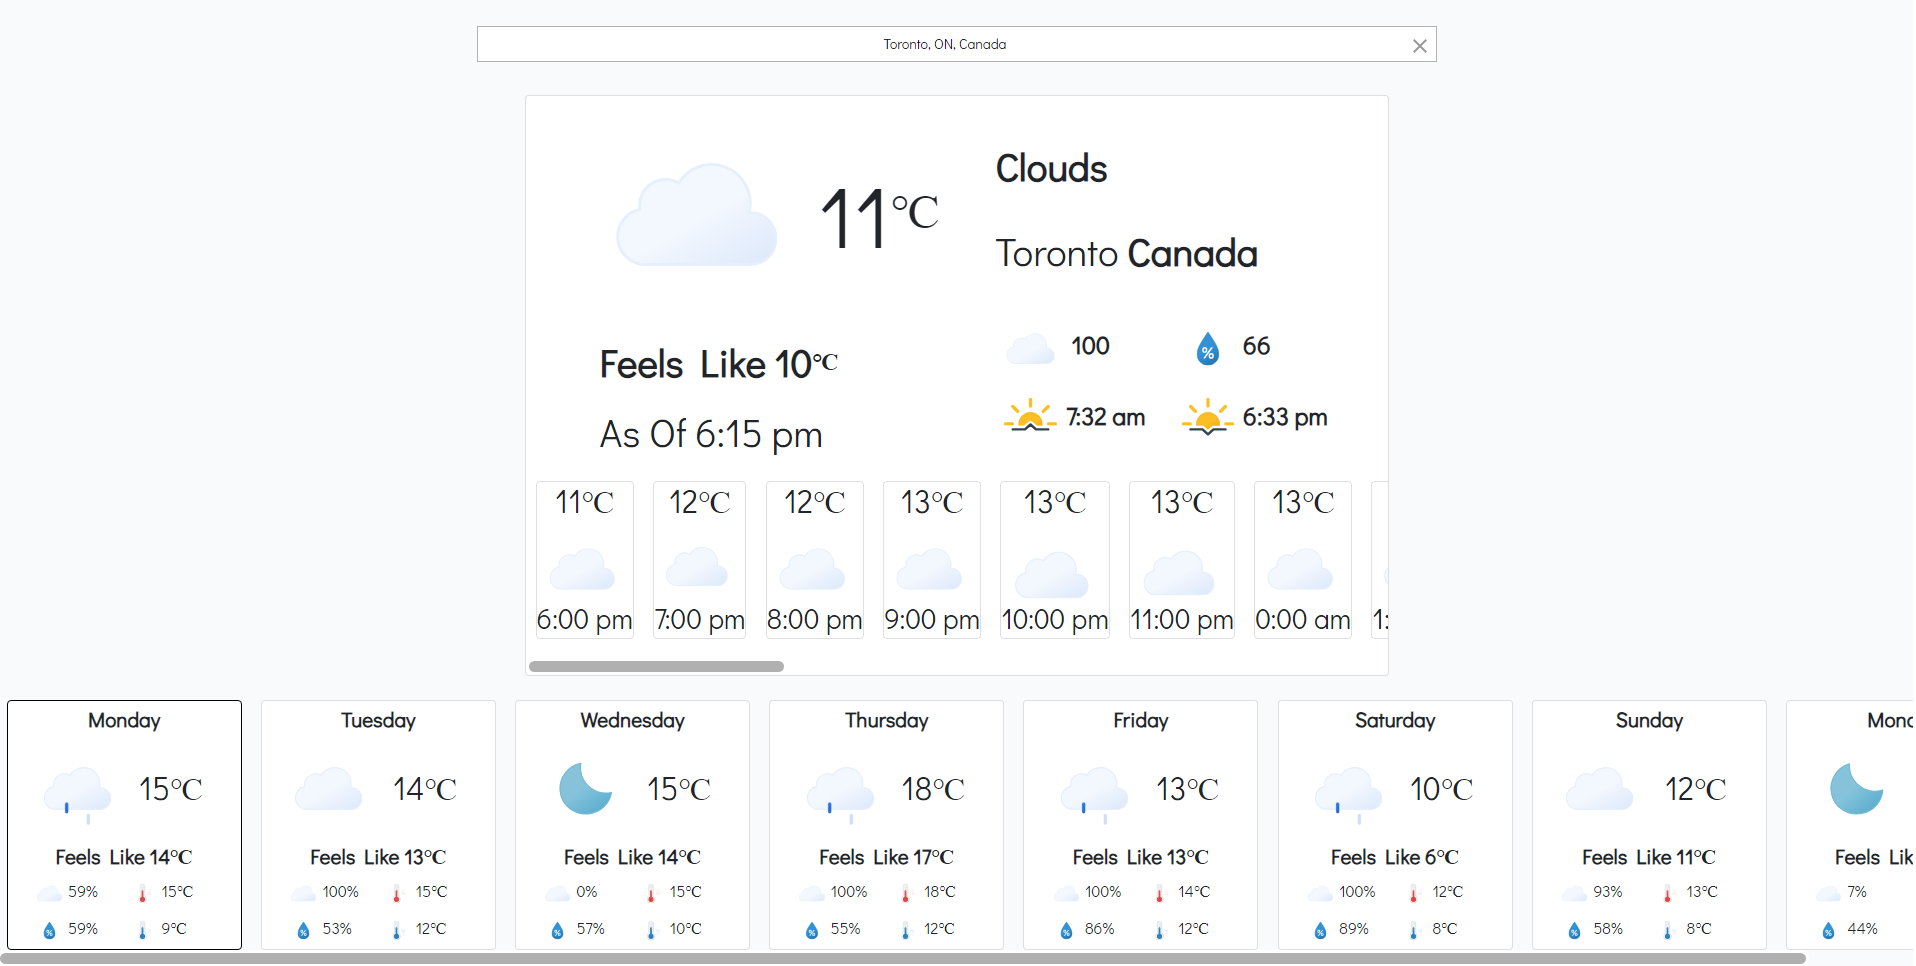 Toronto, ON, Canada
11°C
Clouds
Toronto Canada
Feels Like 10°C
As Of 6:15 pm
100
% 66
7:32 am
6:33 pm
11°C
6:00 pm
12°C
7:00 pm
12°C
8:00 pm
13°C
9:00 pm
13°C
10:00 pm
13°C
11:00 pm
13°C
0:00 am
1:
Monday
15°C
Feels Like 14°C
59%
15°C
% 59%
9°C
Tuesday
14°C
Feels Like 13°C
100%
15°C
% 53%
12°C
Wednesday
15°C
Feels Like 14°C
0%
15°C
% 57%
10°C
Thursday
18°C
Feels Like 17°C
100%
18°C
% 55%
12°C
Friday
13°C
Feels Like 13°C
100%
14°C
% 86%
12°C
Saturday
10°C
Feels Like 6°C
100%
12°C
% 89%
8°C
Sunday
12°C
Feels Like 11°C
93%
13°C
% 58%
8°C
Mon
Feels Lik
7%
% 44%